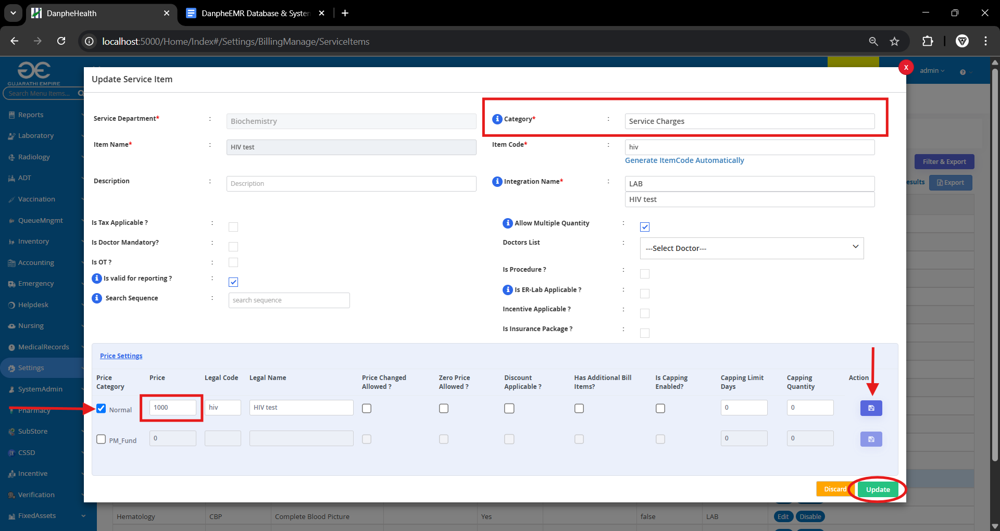 DanpheHealth
DanpheEMR Database & System
localhost:5000/Home/Index#/Settings/BillingManage/ServiceItems
GUJARATHI EMPIRE
admin
X
Update Service Item
Search Menu Items...
Service Department* : Biochemistry
Category* : Service Charges
Item Name* : HIV test
Item Code* : hiv
Generate ItemCode Automatically
Description : Description
Integration Name* : LAB
HIV test
Is Tax Applicable ? :
Allow Multiple Quantity :
Is Doctor Mandatory? :
Doctors List : ---Select Doctor---
Is OT ? :
Is Procedure ? :
Is valid for reporting ? :
Is ER-Lab Applicable ? :
Search Sequence : search sequence
Incentive Applicable ? :
Is Insurance Package ? :
Price Settings
Price Category Price Legal Code Legal Name Price Changed Allowed ? Zero Price Allowed ? Discount Applicable ? Has Additional Bill Items? Is Capping Enabled? Capping Limit Days Capping Quantity Action
Normal 1000 hiv HIV test 0 0
PM_Fund 0 0 0
Discard Update
Reports
Laboratory
Radiology
ADT
Vaccination
QueueMngmt
Inventory
Accounting
Emergency
Helpdesk
Nursing
MedicalRecords
Settings
SystemAdmin
Pharmacy
SubStore
CSSD
Incentive
Verification
FixedAssets
Filter & Export
esults Export
Hematology CBP Complete Blood Picture Yes false LAB Edit Disable